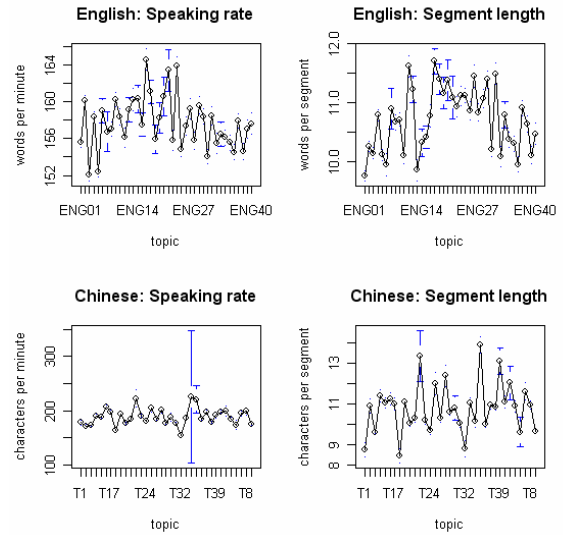 English: Speaking rate
words per minute
152 156 160 164
ENG01 ENG14 ENG27 ENG40
topic
English: Segment length
words per segment
10.0 11.0 12.0
ENG01 ENG14 ENG27 ENG40
topic
Chinese: Speaking rate
characters per minute
100 200 300
T1 T17 T24 T32 T39 T8
topic
Chinese: Segment length
characters per segment
8 9 11 13
T1 T17 T24 T32 T39 T8
topic